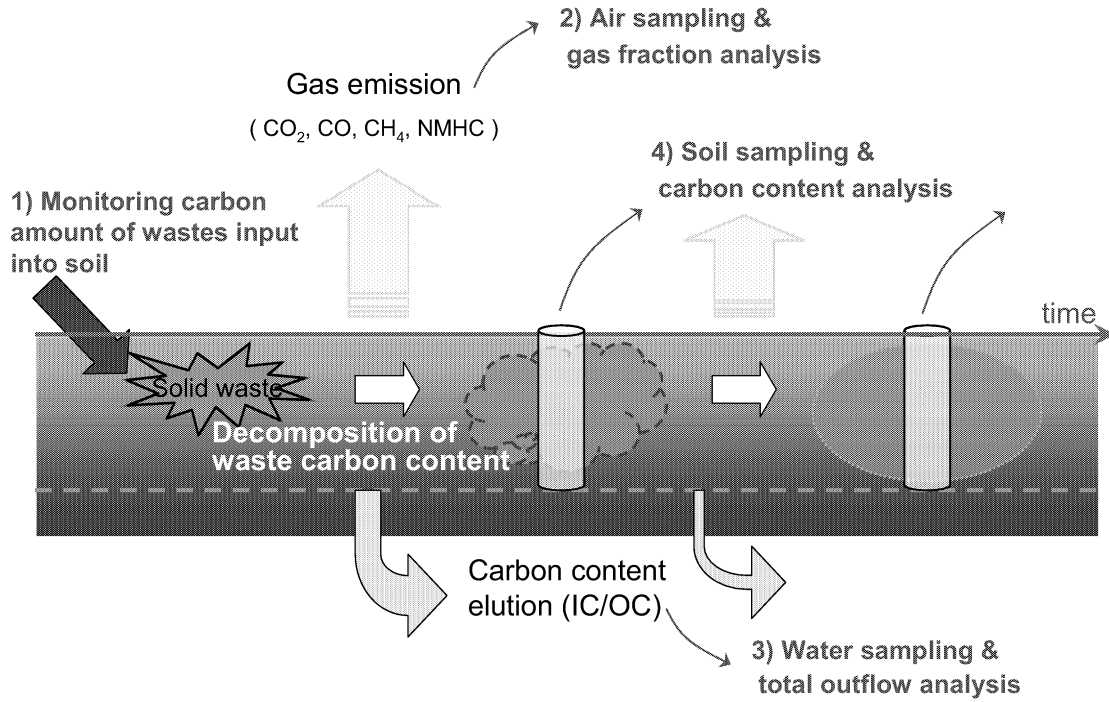 2) Air sampling &
gas fraction analysis
Gas emission
( CO₂, CO, CH₄, NMHC )
4) Soil sampling &
carbon content analysis
1) Monitoring carbon
amount of wastes input
into soil
time
Solid waste
Decomposition of
waste carbon content
Carbon content
elution (IC/OC)
3) Water sampling &
total outflow analysis